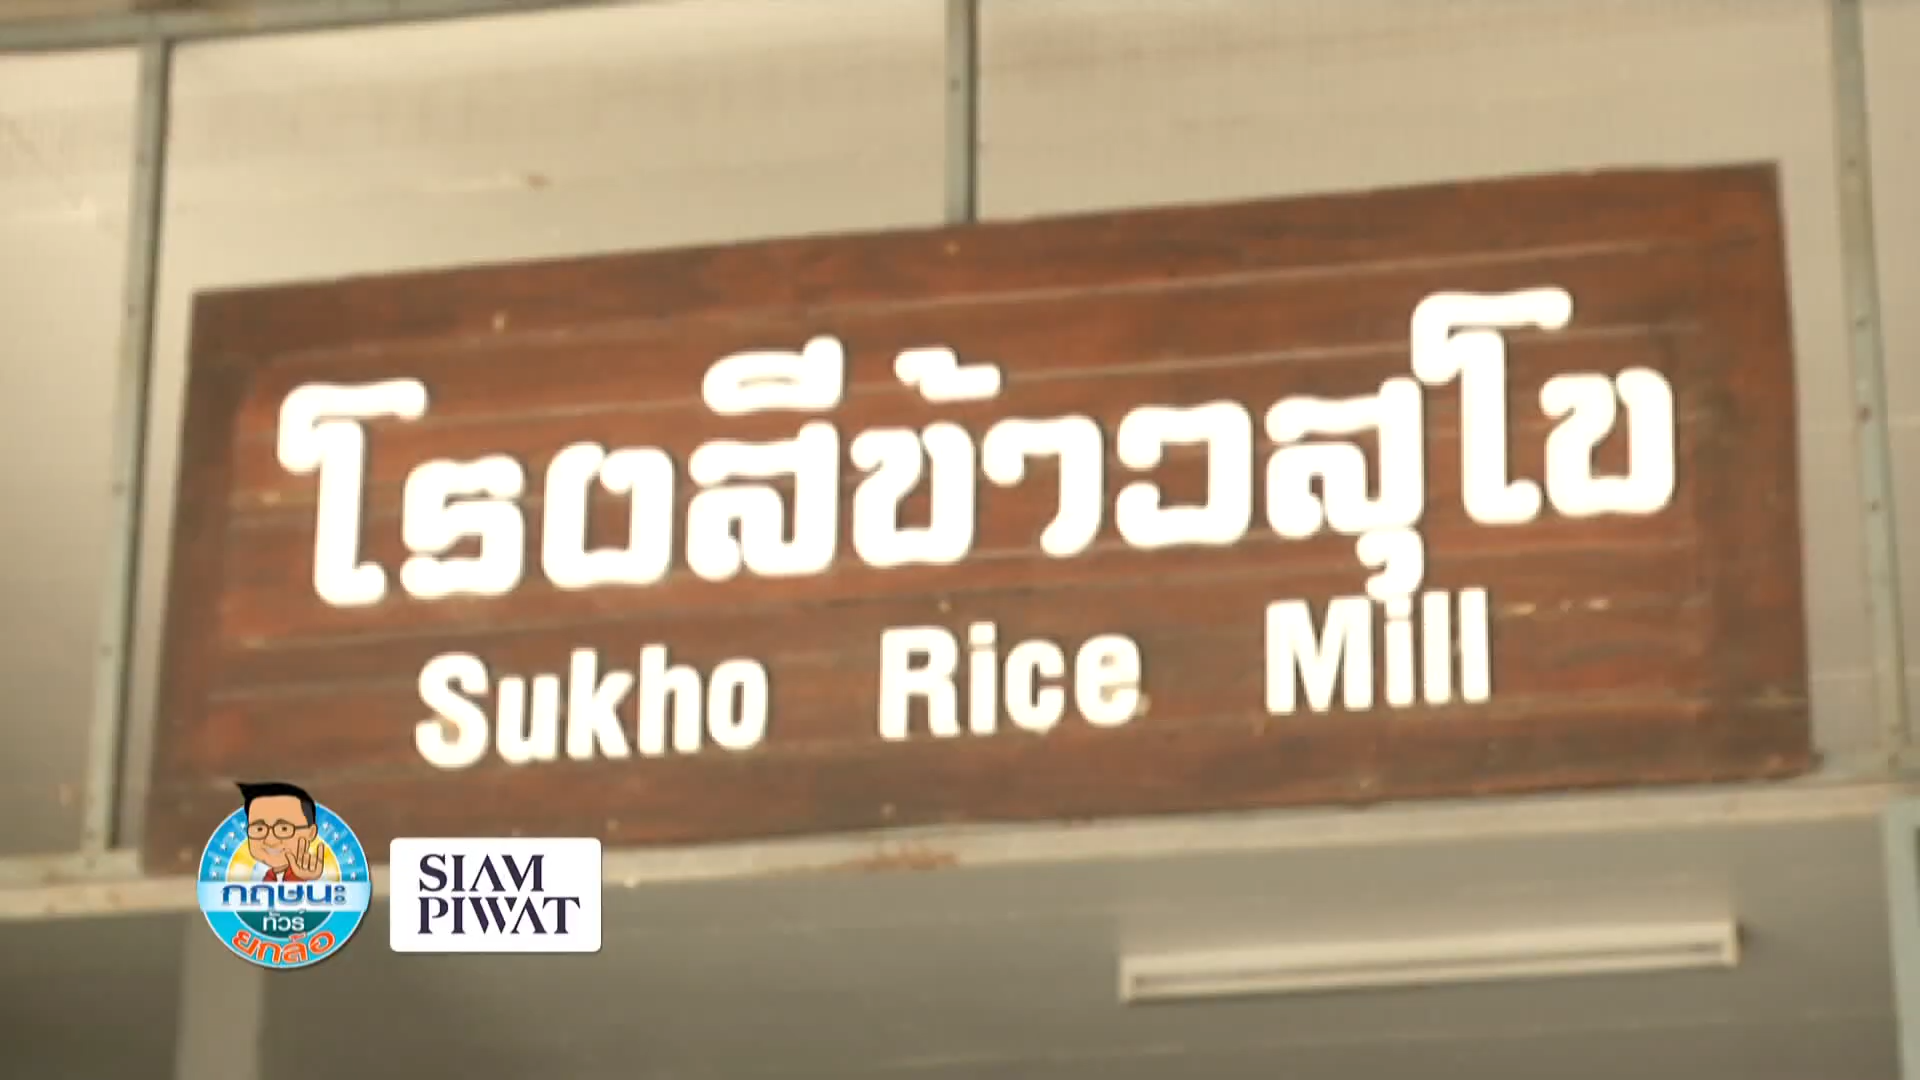 โรงสีข้าวสุโข
Sukho Rice Mill
กฤษนะ
ทัวร์
ยกล้อ
SIAM
PIWAT